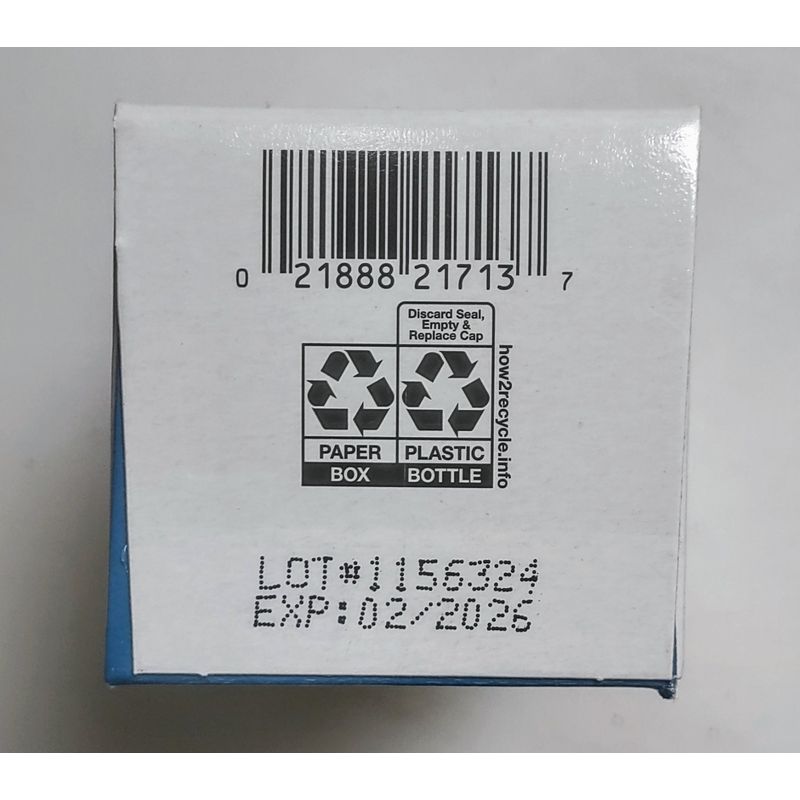 0 21888 21713 7
Discard Seal,
Empty &
Replace Cap
how2recycle.info
PAPER PLASTIC
BOX BOTTLE
LOT#1156324
EXP:02/2026